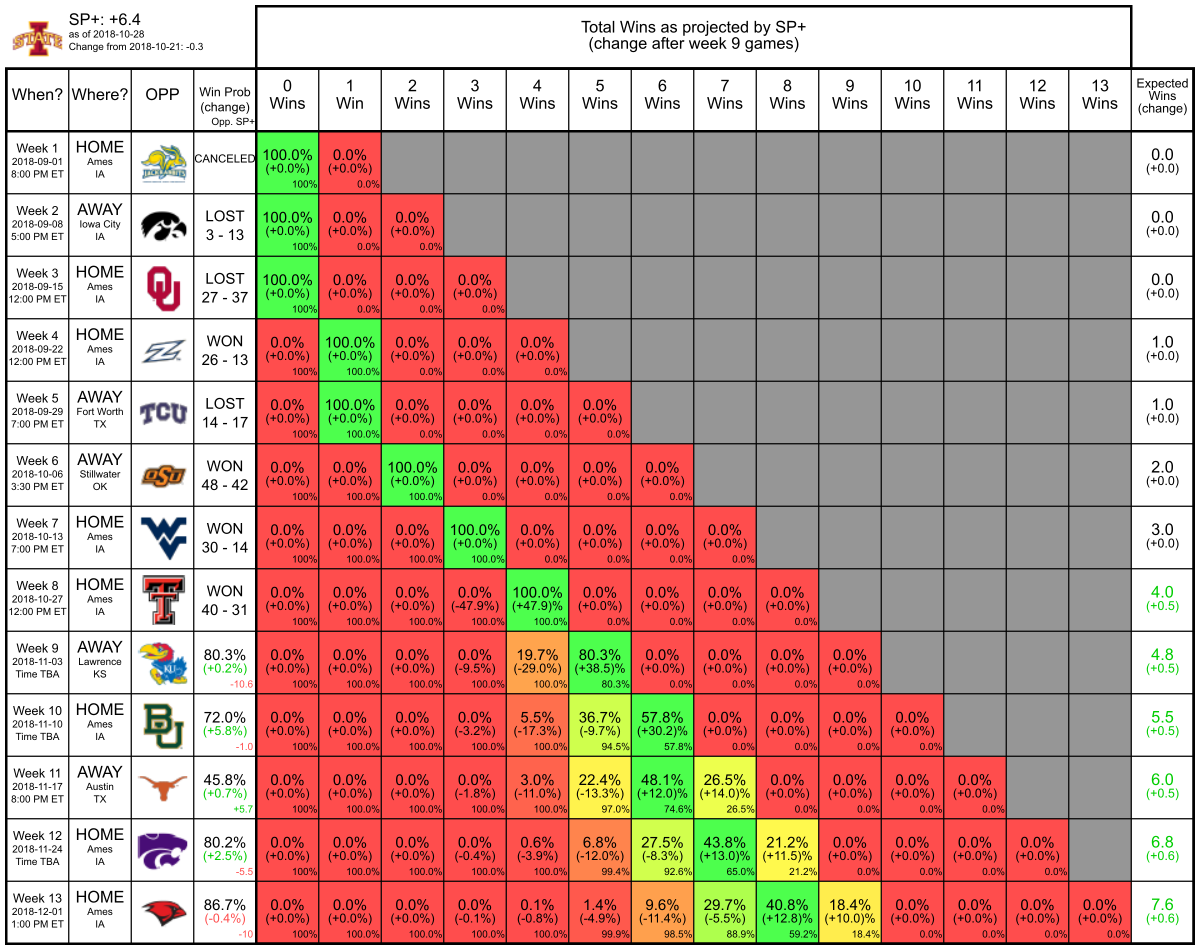 STATE
SP+: +6.4
as of 2018-10-28
Change from 2018-10-21: -0.3
Total Wins as projected by SP+
(change after week 9 games)
When? Where? OPP Win Prob (change) Opp. SP+ 0 Wins 1 Win 2 Wins 3 Wins 4 Wins 5 Wins 6 Wins 7 Wins 8 Wins 9 Wins 10 Wins 11 Wins 12 Wins 13 Wins Expected Wins (change)
Week 1 HOME CANCELED 100.0% 0.0% 0.0
2018-09-01 Ames (+0.0%) (+0.0%) (+0.0)
8:00 PM ET IA JACKRABBITS 100% 0.0%
Week 2 AWAY LOST 100.0% 0.0% 0.0% 0.0
2018-09-08 Iowa City 3 - 13 (+0.0%) (+0.0%) (+0.0%) (+0.0)
5:00 PM ET IA 100% 0.0% 0.0%
Week 3 HOME OU LOST 100.0% 0.0% 0.0% 0.0% 0.0
2018-09-15 Ames 27 - 37 (+0.0%) (+0.0%) (+0.0%) (+0.0%) (+0.0)
12:00 PM ET IA 100% 0.0% 0.0% 0.0%
Week 4 HOME Z WON 0.0% 100.0% 0.0% 0.0% 0.0% 1.0
2018-09-22 Ames 26 - 13 (+0.0%) (+0.0%) (+0.0%) (+0.0%) (+0.0%) (+0.0)
12:00 PM ET IA 100% 100.0% 0.0% 0.0% 0.0%
Week 5 AWAY TCU LOST 0.0% 100.0% 0.0% 0.0% 0.0% 0.0% 1.0
2018-09-29 Fort Worth 14 - 17 (+0.0%) (+0.0%) (+0.0%) (+0.0%) (+0.0%) (+0.0%) (+0.0)
7:00 PM ET TX 100% 100.0% 0.0% 0.0% 0.0% 0.0%
Week 6 AWAY OSU WON 0.0% 0.0% 100.0% 0.0% 0.0% 0.0% 0.0% 2.0
2018-10-06 Stillwater 48 - 42 (+0.0%) (+0.0%) (+0.0%) (+0.0%) (+0.0%) (+0.0%) (+0.0%) (+0.0)
3:30 PM ET OK 100% 100.0% 100.0% 0.0% 0.0% 0.0% 0.0%
Week 7 HOME WV WON 0.0% 0.0% 0.0% 100.0% 0.0% 0.0% 0.0% 0.0% 3.0
2018-10-13 Ames 30 - 14 (+0.0%) (+0.0%) (+0.0%) (+0.0%) (+0.0%) (+0.0%) (+0.0%) (+0.0%) (+0.0)
7:00 PM ET IA 100% 100.0% 100.0% 100.0% 0.0% 0.0% 0.0% 0.0%
Week 8 HOME T WON 0.0% 0.0% 0.0% 0.0% 100.0% 0.0% 0.0% 0.0% 0.0% 4.0
2018-10-27 Ames 40 - 31 (+0.0%) (+0.0%) (+0.0%) (-47.9%) (+47.9)% (+0.0%) (+0.0%) (+0.0%) (+0.0%) (+0.5)
12:00 PM ET IA 100% 100.0% 100.0% 100.0% 100.0% 0.0% 0.0% 0.0% 0.0%
Week 9 AWAY KU 80.3% 0.0% 0.0% 0.0% 0.0% 19.7% 80.3% 0.0% 0.0% 0.0% 0.0% 4.8
2018-11-03 Lawrence (+0.2%) (+0.0%) (+0.0%) (+0.0%) (-9.5%) (-29.0%) (+38.5)% (+0.0%) (+0.0%) (+0.0%) (+0.0%) (+0.5)
Time TBA KS -10.6 100% 100.0% 100.0% 100.0% 100.0% 80.3% 0.0% 0.0% 0.0% 0.0%
Week 10 HOME BU 72.0% 0.0% 0.0% 0.0% 0.0% 5.5% 36.7% 57.8% 0.0% 0.0% 0.0% 0.0% 5.5
2018-11-10 Ames (+5.8%) (+0.0%) (+0.0%) (+0.0%) (-3.2%) (-17.3%) (-9.7%) (+30.2)% (+0.0%) (+0.0%) (+0.0%) (+0.0%) (+0.5)
Time TBA IA -1.0 100% 100.0% 100.0% 100.0% 100.0% 94.5% 57.8% 0.0% 0.0% 0.0% 0.0%
Week 11 AWAY 45.8% 0.0% 0.0% 0.0% 0.0% 3.0% 22.4% 48.1% 26.5% 0.0% 0.0% 0.0% 0.0% 6.0
2018-11-17 Austin (+0.7%) (+0.0%) (+0.0%) (+0.0%) (-1.8%) (-11.0%) (-13.3%) (+12.0)% (+14.0)% (+0.0%) (+0.0%) (+0.0%) (+0.0%) (+0.5)
8:00 PM ET TX +5.7 100% 100.0% 100.0% 100.0% 100.0% 97.0% 74.6% 26.5% 0.0% 0.0% 0.0% 0.0%
Week 12 HOME 80.2% 0.0% 0.0% 0.0% 0.0% 0.6% 6.8% 27.5% 43.8% 21.2% 0.0% 0.0% 0.0% 0.0% 6.8
2018-11-24 Ames (+2.5%) (+0.0%) (+0.0%) (+0.0%) (-0.4%) (-3.9%) (-12.0%) (-8.3%) (+13.0)% (+11.5)% (+0.0%) (+0.0%) (+0.0%) (+0.0%) (+0.6)
Time TBA IA -5.5 100% 100.0% 100.0% 100.0% 100.0% 99.4% 92.6% 65.0% 21.2% 0.0% 0.0% 0.0% 0.0%
Week 13 HOME 86.7% 0.0% 0.0% 0.0% 0.0% 0.1% 1.4% 9.6% 29.7% 40.8% 18.4% 0.0% 0.0% 0.0% 0.0% 7.6
2018-12-01 Ames (-0.4%) (+0.0%) (+0.0%) (+0.0%) (-0.1%) (-0.8%) (-4.9%) (-11.4%) (-5.5%) (+12.8)% (+10.0)% (+0.0%) (+0.0%) (+0.0%) (+0.0%) (+0.6)
1:00 PM ET IA -10 100% 100.0% 100.0% 100.0% 100.0% 99.9% 98.5% 88.9% 59.2% 18.4% 0.0% 0.0% 0.0% 0.0%